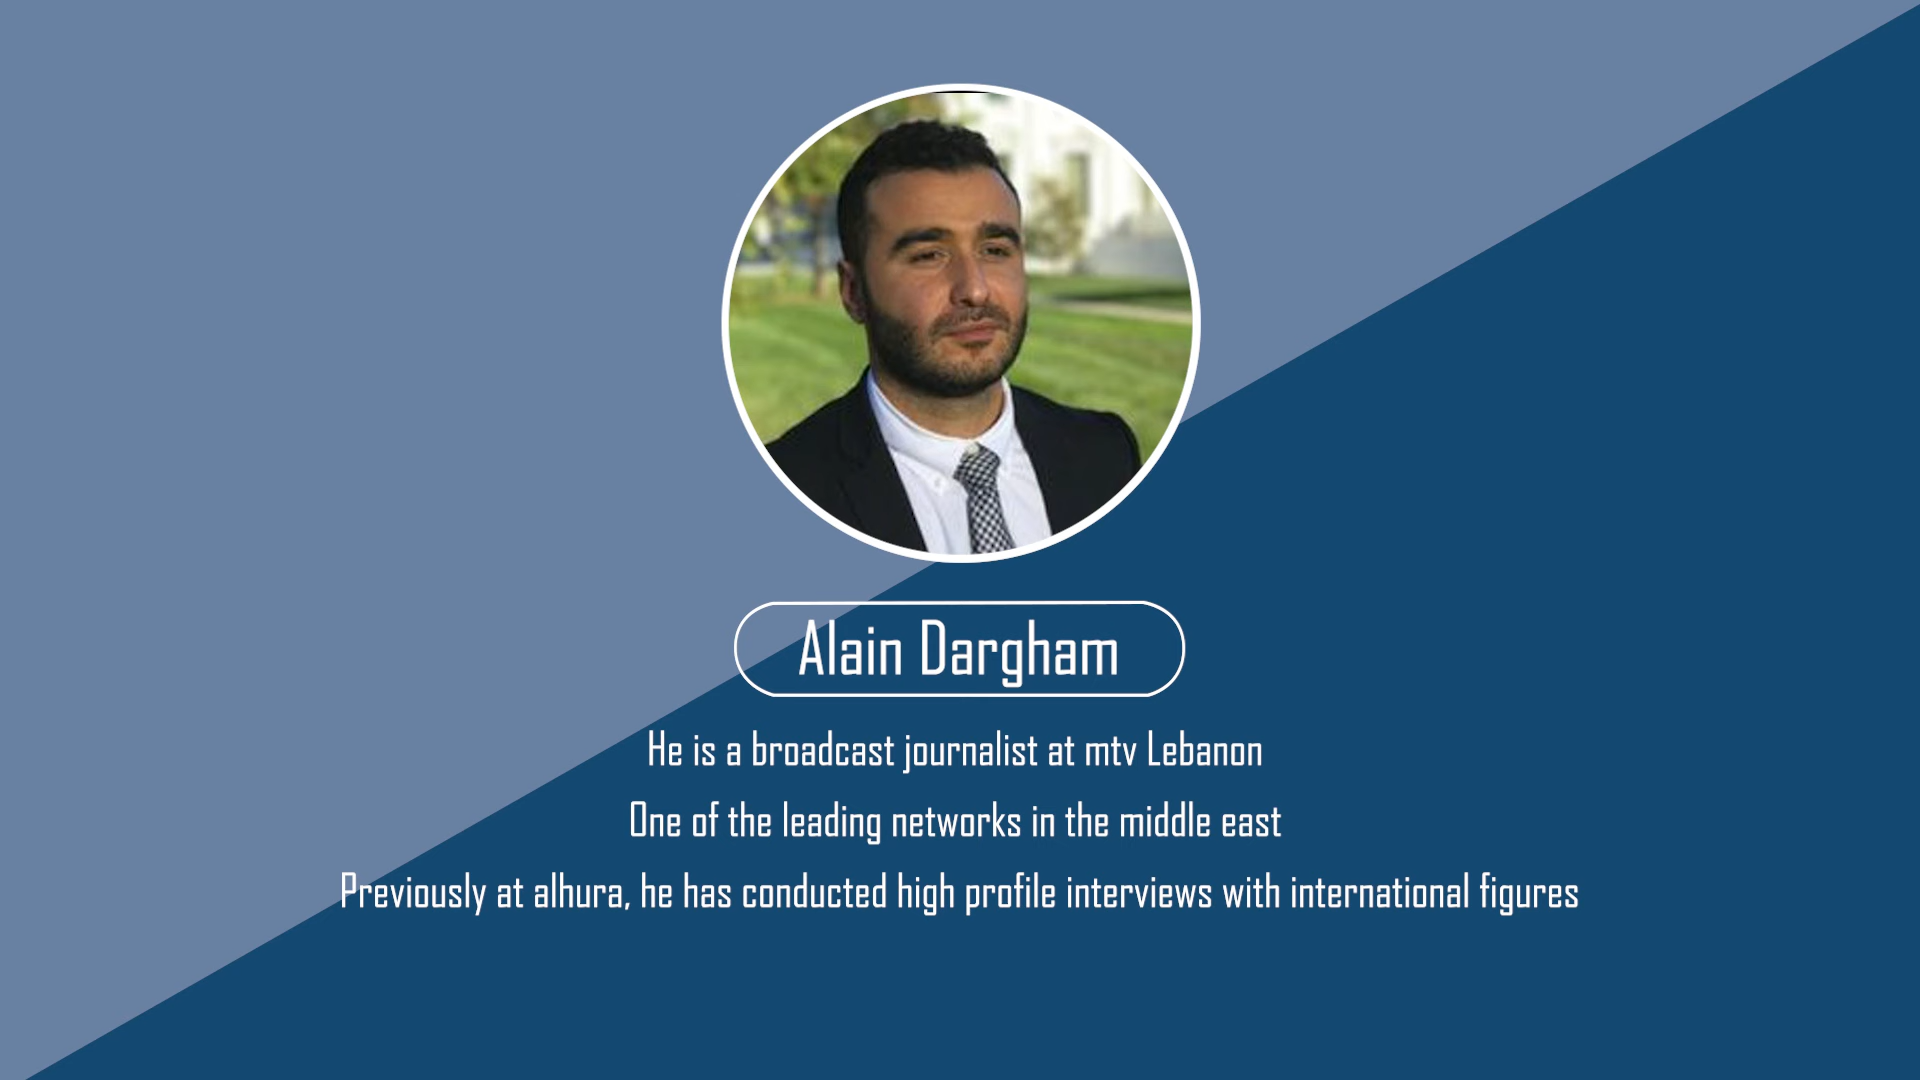 Alain Dargham
He is a broadcast journalist at mtv Lebanon
One of the leading networks in the middle east
Previously at alhura, he has conducted high profile interviews with international figures